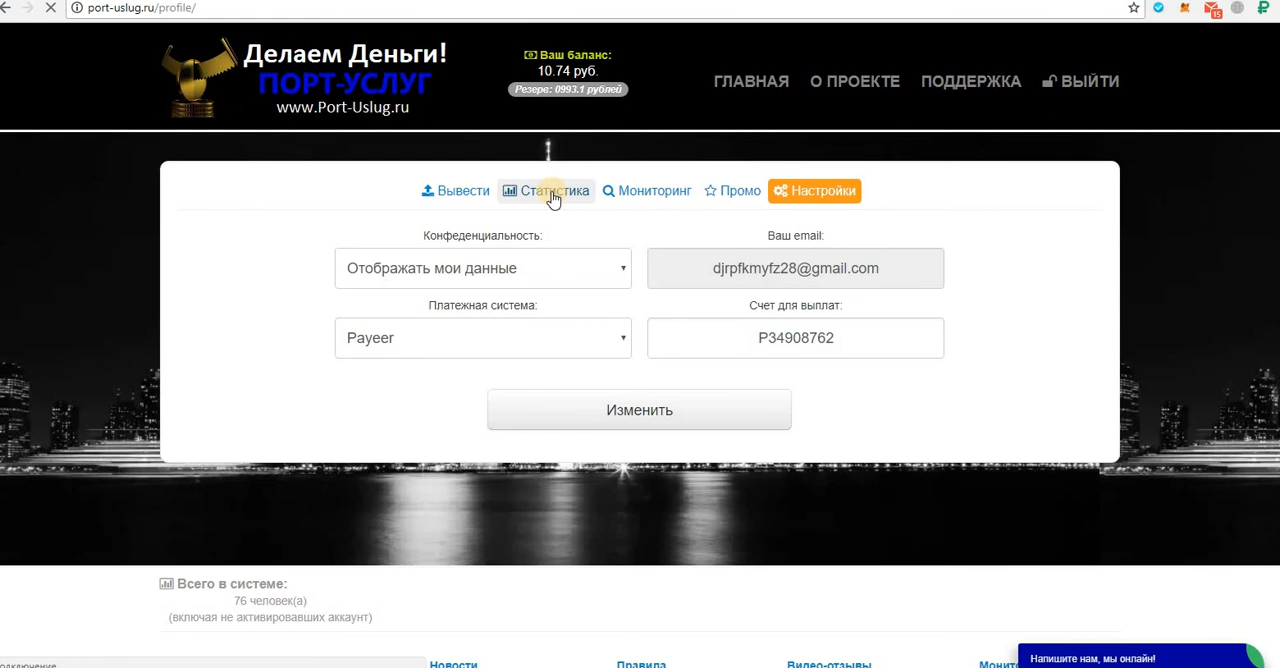 port-uslug.ru/profile/
15
Делаем Деньги!
ПОРТ-УСЛУГ
www.Port-Uslug.ru
Ваш баланс:
10.74 руб.
Резерв: 0993.1 рублей
ГЛАВНАЯ О ПРОЕКТЕ ПОДДЕРЖКА ВЫЙТИ
Вывести Статистика Мониторинг Промо Настройки
Конфеденциальность:
Ваш email:
Отображать мои данные
djrpfkmyfz28@gmail.com
Платежная система:
Счет для выплат:
Payeer
P34908762
Изменить
Всего в системе:
76 человек(а)
(включая не активировавших аккаунт)
Новости Правила Видео-отзывы
Напишите нам, мы онлайн!